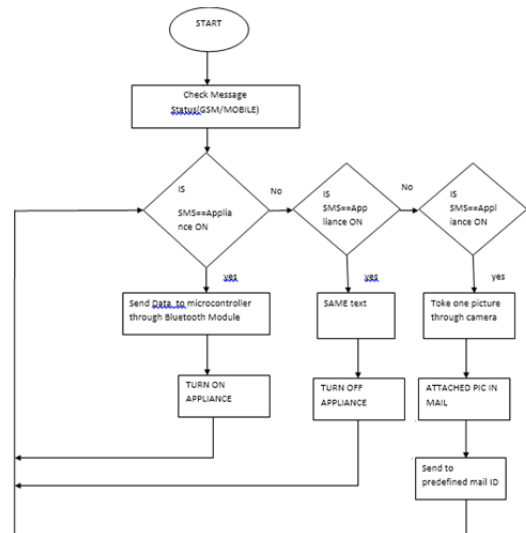 START
Check Message
Status(GSM/MOBILE)
IS
SMS==Applia
nce ON
No
IS
SMS==App
liance ON
No
IS
SMS==Appl
iance ON
yes
yes
yes
Send Data to microcontroller
through Bluetooth Module
SAME text
Toke one picture
through camera
TURN ON
APPLIANCE
TURN OFF
APPLIANCE
ATTACHED PIC IN
MAIL
Send to
predefined mail ID